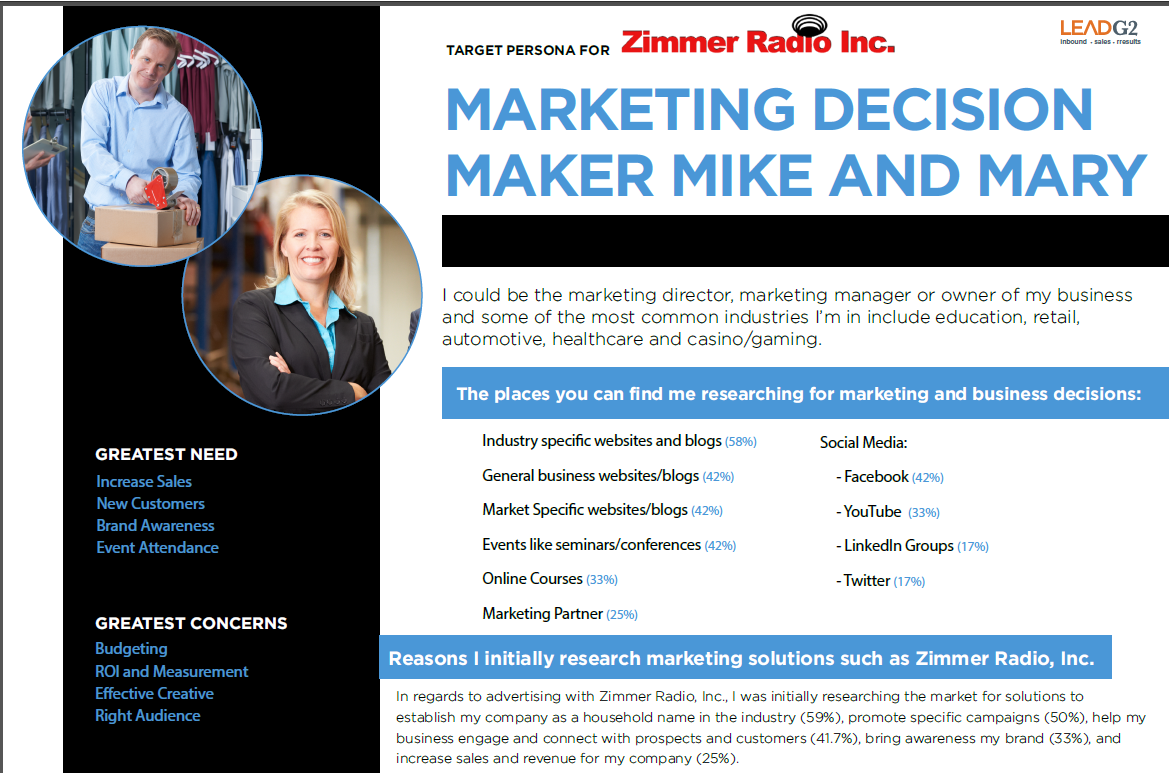 TARGET PERSONA FOR Zimmer Radio Inc.
LEADG2
inbound • sales • rresults
MARKETING DECISION
MAKER MIKE AND MARY
I could be the marketing director, marketing manager or owner of my business
and some of the most common industries I'm in include education, retail,
automotive, healthcare and casino/gaming.
The places you can find me researching for marketing and business decisions:
Industry specific websites and blogs (58%)
General business websites/blogs (42%)
Market Specific websites/blogs (42%)
Events like seminars/conferences (42%)
Online Courses (33%)
Marketing Partner (25%)
Social Media:
- Facebook (42%)
- YouTube (33%)
- LinkedIn Groups (17%)
- Twitter (17%)
GREATEST NEED
Increase Sales
New Customers
Brand Awareness
Event Attendance
GREATEST CONCERNS
Budgeting
ROI and Measurement
Effective Creative
Right Audience
Reasons I initially research marketing solutions such as Zimmer Radio, Inc.
In regards to advertising with Zimmer Radio, Inc., I was initially researching the market for solutions to
establish my company as a household name in the industry (59%), promote specific campaigns (50%), help my
business engage and connect with prospects and customers (41.7%), bring awareness my brand (33%), and
increase sales and revenue for my company (25%).